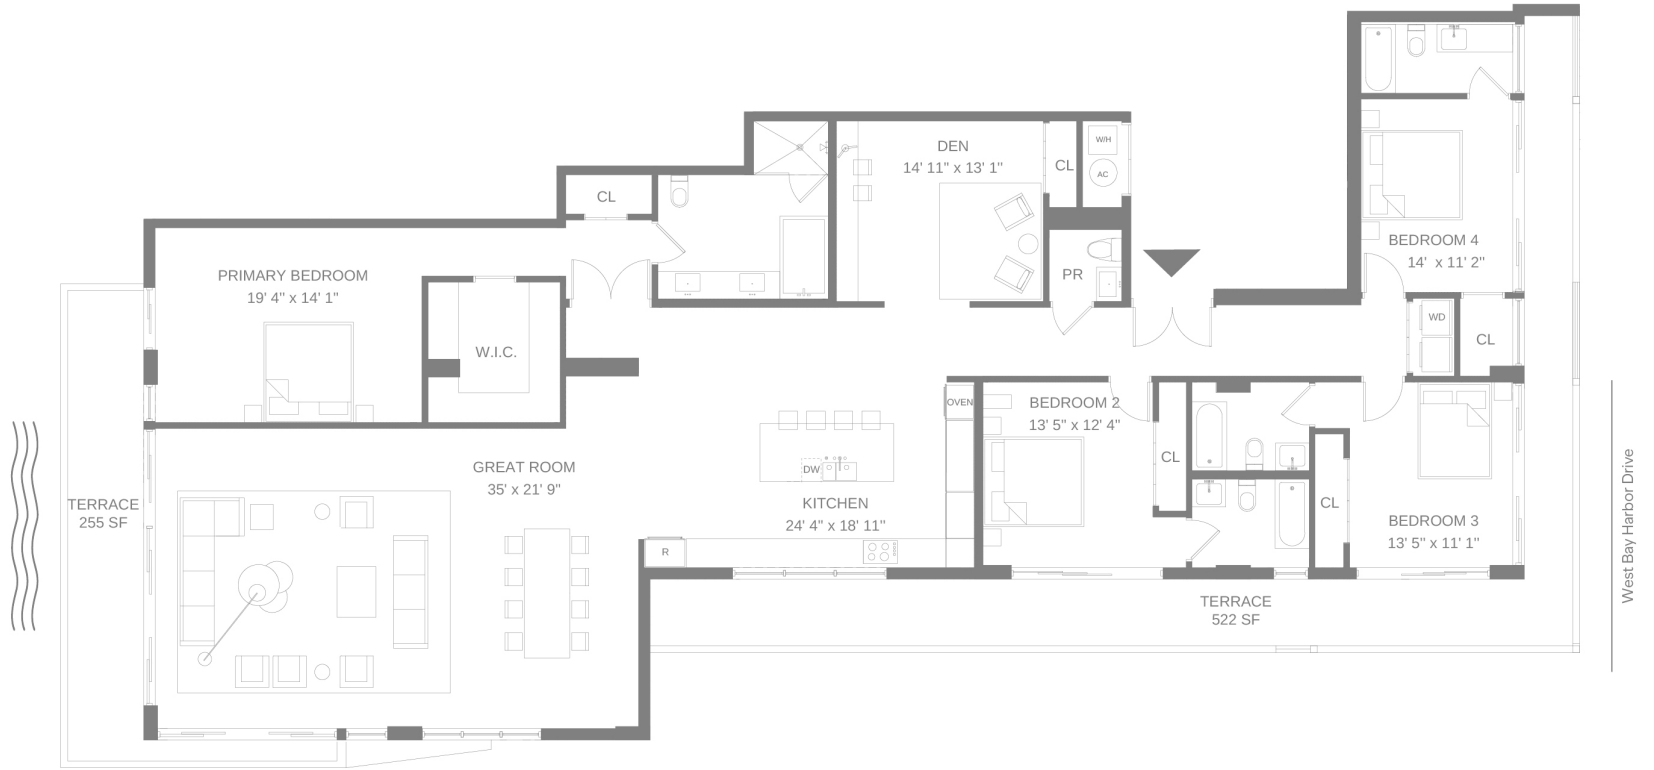 DEN
14' 11" x 13' 1"
CL
W/H
AC
CL
PRIMARY BEDROOM
19' 4" x 14' 1"
PR
BEDROOM 4
14'  x 11' 2"
W.I.C.
WD
CL
OVEN
BEDROOM 2
13' 5" x 12' 4"
GREAT ROOM
35' x 21' 9"
DW
CL
KITCHEN
24' 4" x 18' 11"
CL
BEDROOM 3
13' 5" x 11' 1"
TERRACE
255 SF
R
West Bay Harbor Drive
TERRACE
522 SF